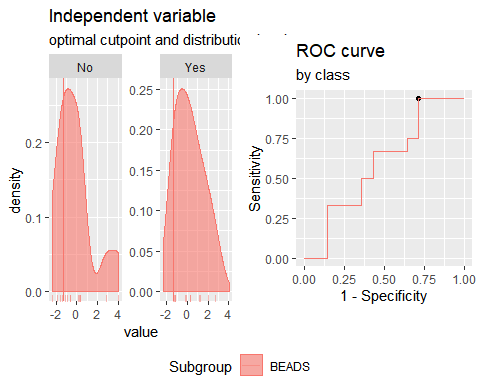 Independent variable
optimal cutpoint and distributio
No
Yes
density
0.0
0.1
0.2
0.00
0.05
0.10
0.15
0.20
0.25
-2 0 2 4
-2 0 2 4
value
ROC curve
by class
Sensitivity
1.00
0.75
0.50
0.25
0.00
0.00 0.25 0.50 0.75 1.00
1 - Specificity
Subgroup
BEADS